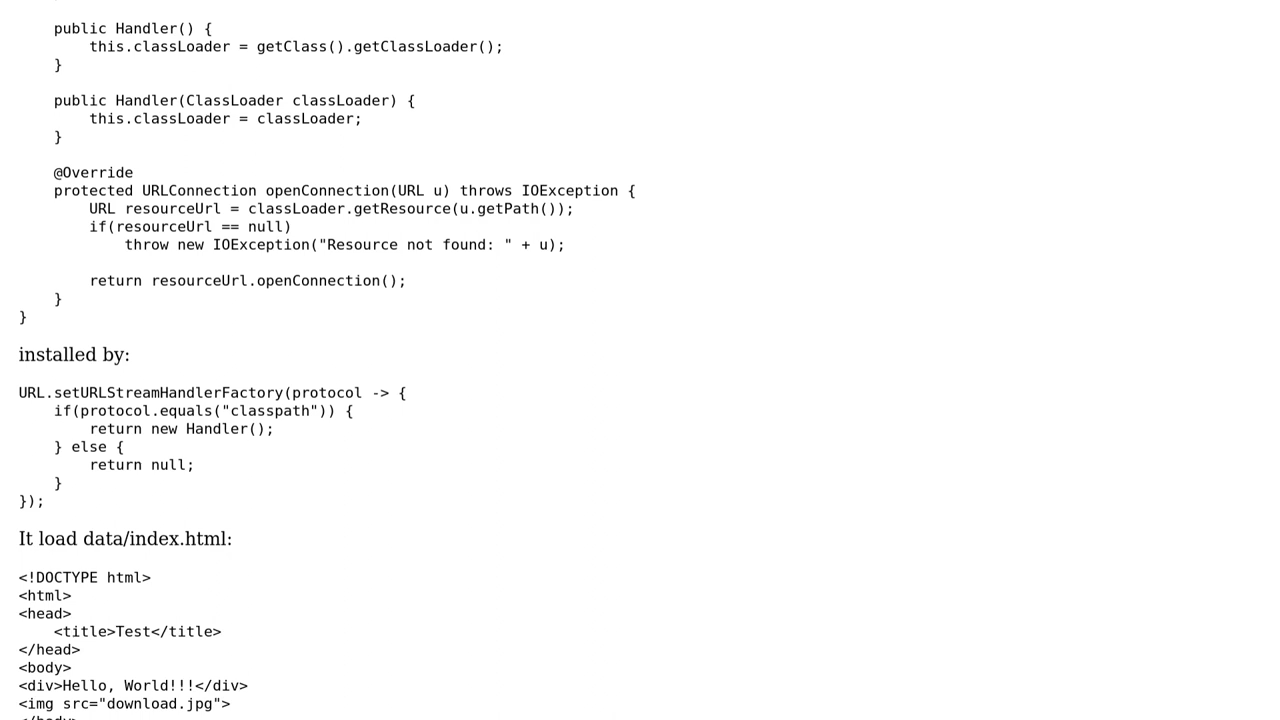 public Handler() {
this.classLoader = getClass().getClassLoader();
}
public Handler(ClassLoader classLoader) {
this.classLoader = classLoader;
}
@Override
protected URLConnection openConnection(URL u) throws IOException {
URL resourceUrl = classLoader.getResource(u.getPath());
if(resourceUrl == null)
throw new IOException("Resource not found: " + u);
return resourceUrl.openConnection();
}
}
installed by:
URL.setURLStreamHandlerFactory(protocol -> {
if(protocol.equals("classpath")) {
return new Handler();
} else {
return null;
}
});
It load data/index.html:
<!DOCTYPE html>
<html>
<head>
<title>Test</title>
</head>
<body>
<div>Hello, World!!!</div>
<img src="download.jpg">